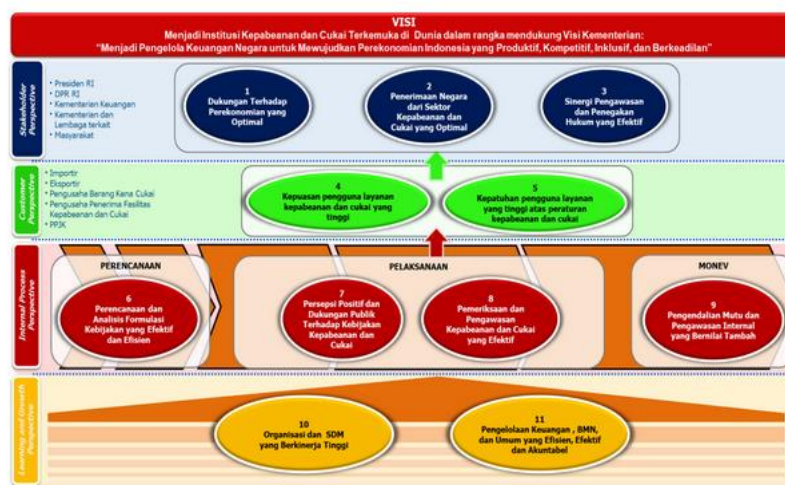 VISI
Menjadi Institusi Kepabeanan dan Cukai Terkemuka di Dunia dalam rangka mendukung Visi Kementerian:
“Menjadi Pengelola Keuangan Negara untuk Mewujudkan Perekonomian Indonesia yang Produktif, Kompetitif, Inklusif, dan Berkeadilan”
Stakeholder
Perspective
• Presiden RI
• DPR RI
• Kementerian Keuangan
• Kementerian dan
Lembaga terkait
• Masyarakat
1
Dukungan Terhadap
Perekonomian yang
Optimal
2
Penerimaan Negara
dari Sektor
Kepabeanan dan
Cukai yang Optimal
3
Sinergi Pengawasan
dan Penegakan
Hukum yang Efektif
Customer
Perspective
• Importir
• Eksportir
• Pengusaha Barang Kena Cukai
• Pengusaha Penerima Fasilitas
Kepabeanan dan Cukai
• PPJK
4
Kepuasan pengguna layanan
kepabeanan dan cukai yang
tinggi
5
Kepatuhan pengguna layanan
yang tinggi atas peraturan
kepabeanan dan cukai
Internal Process
Perspective
PERENCANAAN
6
Perencanaan dan
Analisis Formulasi
Kebijakan yang Efektif
dan Efisien
PELAKSANAAN
7
Persepsi Positif dan
Dukungan Publik
Terhadap Kebijakan
Kepabeanan dan
Cukai
8
Pemeriksaan dan
Pengawasan
Kepabeanan dan Cukai
yang Efektif
MONEV
9
Pengendalian Mutu dan
Pengawasan Internal
yang Bernilai Tambah
Learning and Growth
Perspective
10
Organisasi dan SDM
yang Berkinerja Tinggi
11
Pengelolaan Keuangan , BMN,
dan Umum yang Efisien, Efektif
dan Akuntabel